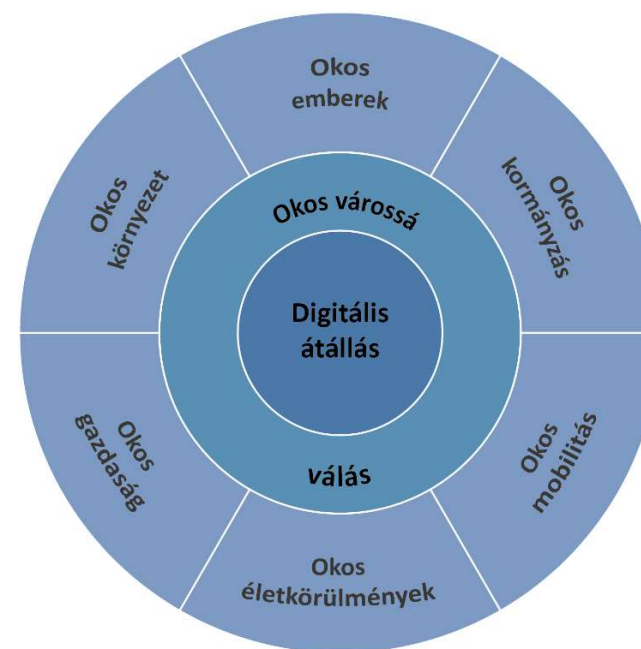 Okos
emberek
Okos
kormányzás
Okos
mobilitás
Okos
életkörülmények
Okos
gazdaság
Okos
környezet
Okos várossá
válás
Digitális
átállás